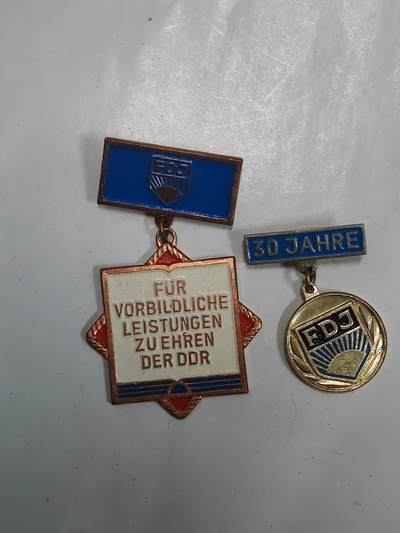 FDJ
FÜR
VORBILDLICHE
LEISTUNGEN
ZU EHREN
DER DDR
30 JAHRE
FDJ